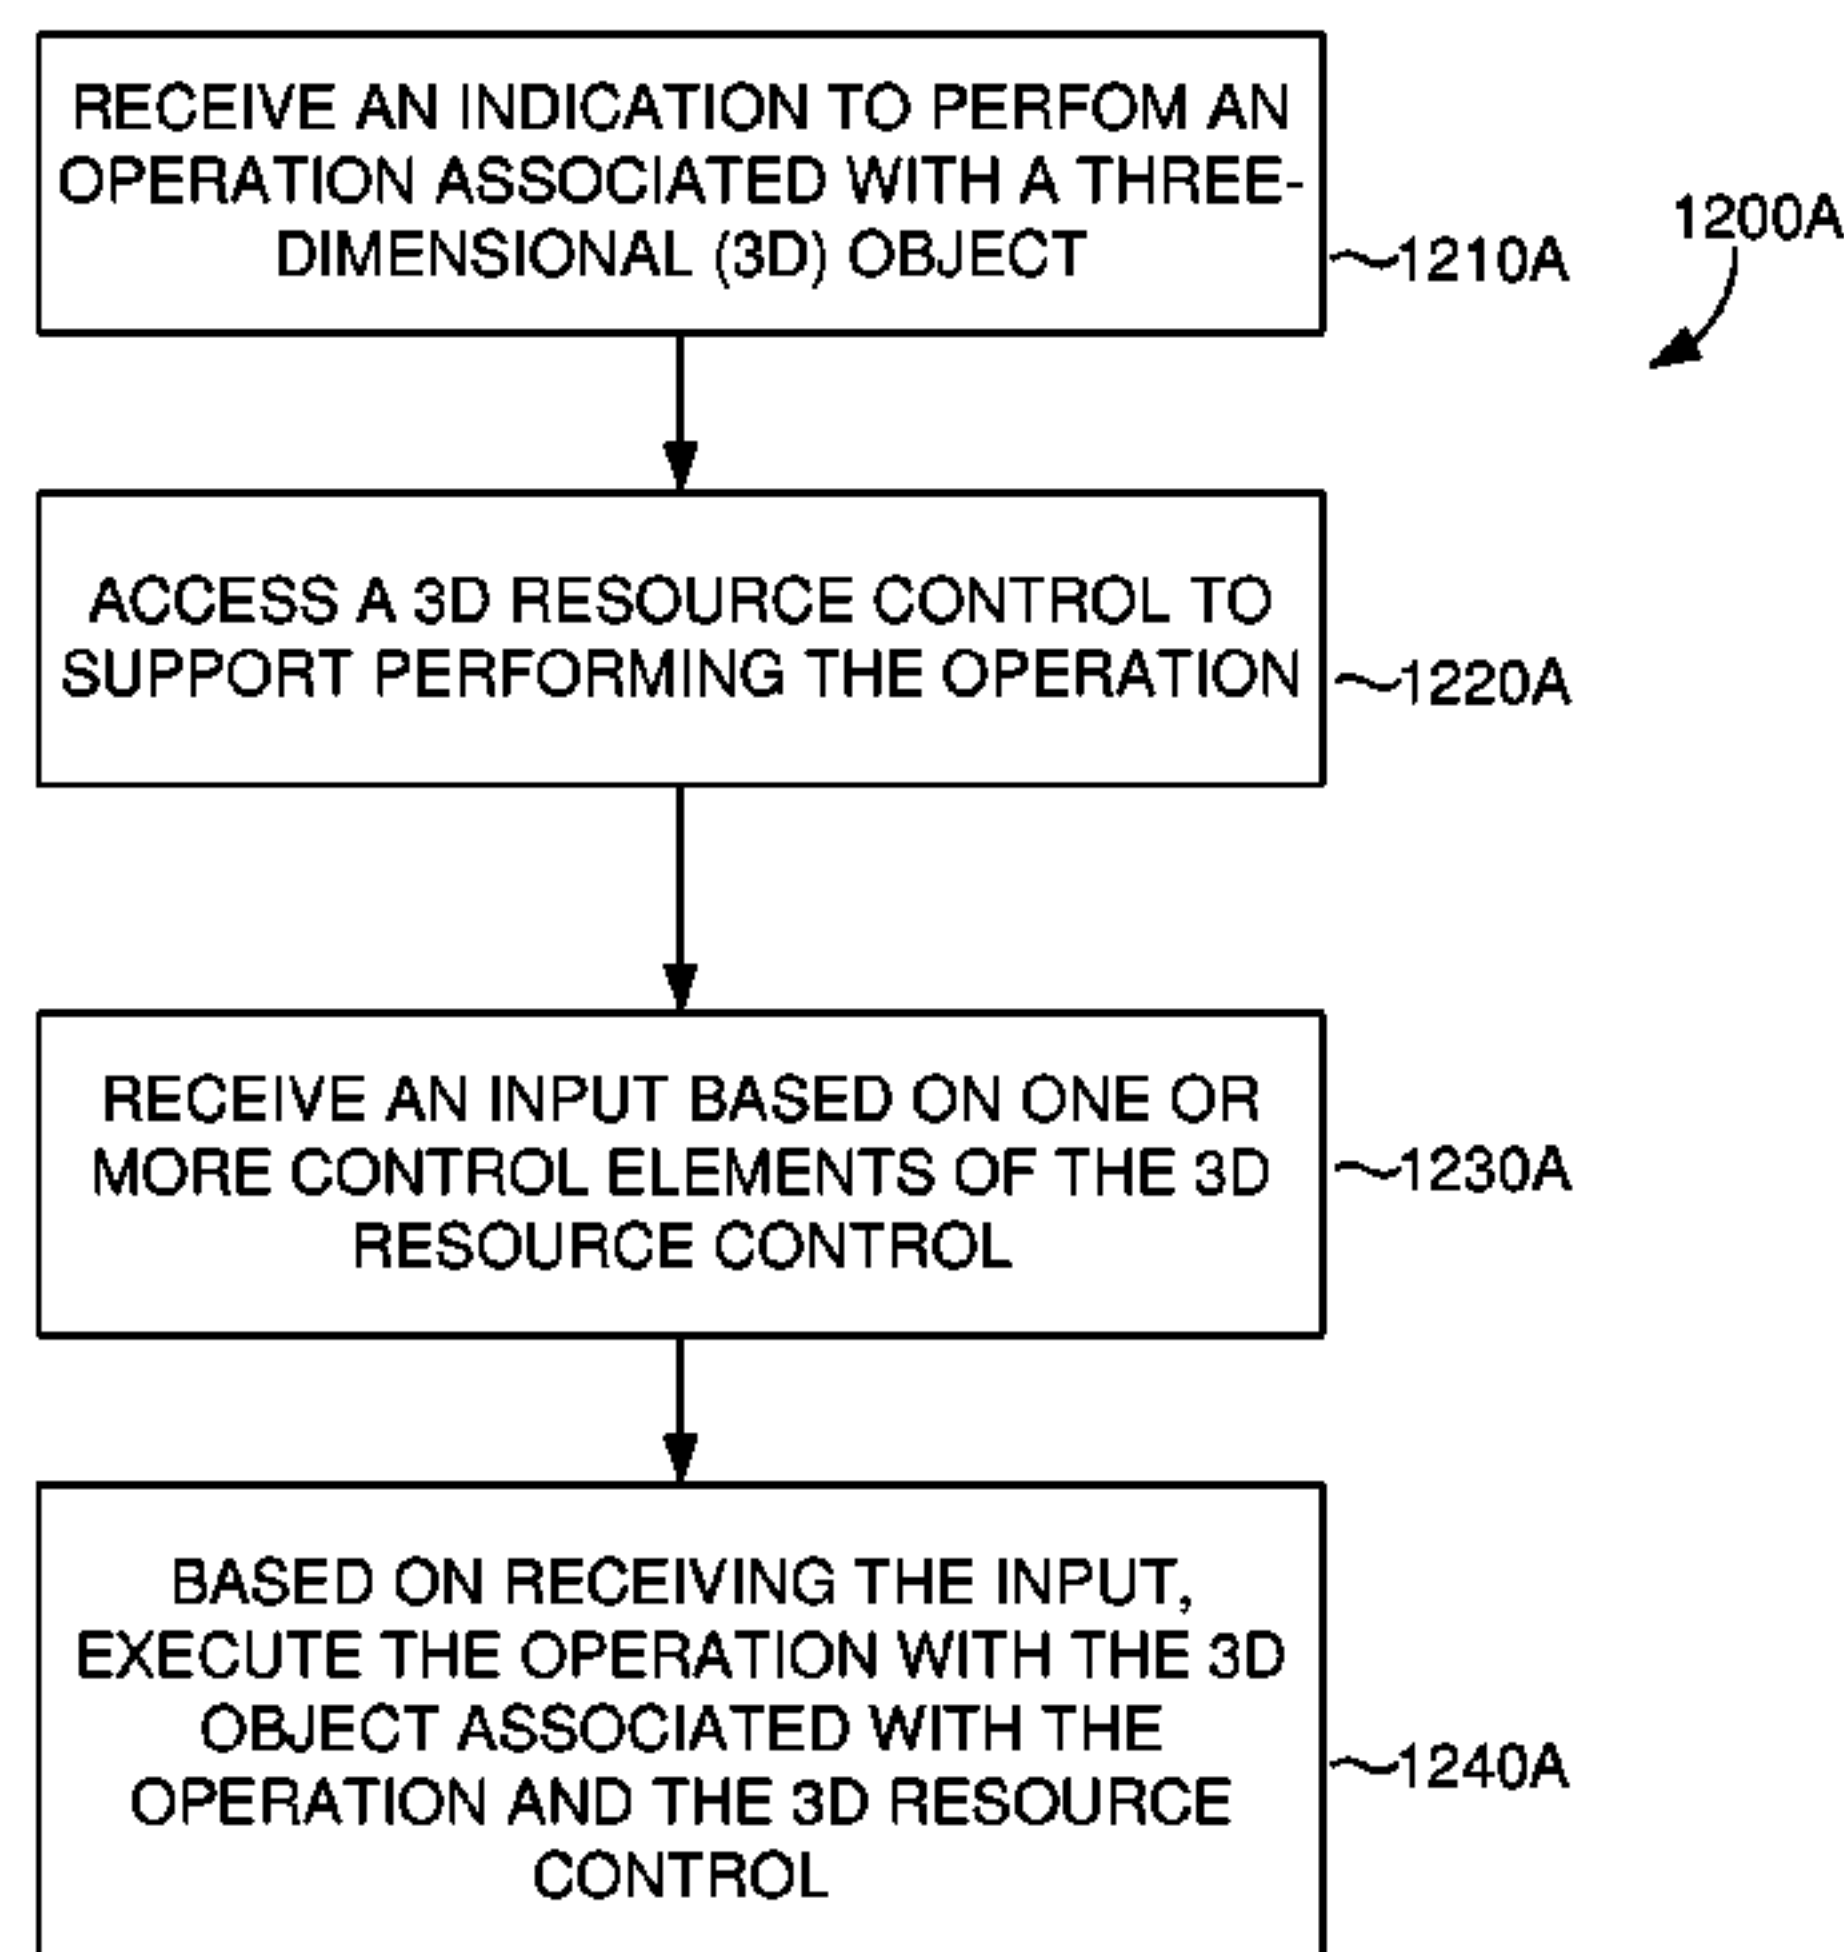 RECEIVE AN INDICATION TO PERFOM AN
OPERATION ASSOCIATED WITH A THREE-
DIMENSIONAL (3D) OBJECT
1210A
1200A
ACCESS A 3D RESOURCE CONTROL TO
SUPPORT PERFORMING THE OPERATION
1220A
RECEIVE AN INPUT BASED ON ONE OR
MORE CONTROL ELEMENTS OF THE 3D
RESOURCE CONTROL
1230A
BASED ON RECEIVING THE INPUT,
EXECUTE THE OPERATION WITH THE 3D
OBJECT ASSOCIATED WITH THE
OPERATION AND THE 3D RESOURCE
CONTROL
1240A